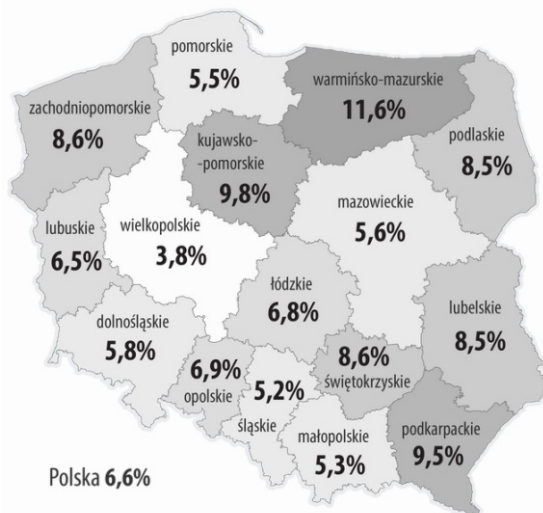 pomorskie
5,5%
warmińsko-mazurskie
11,6%
zachodniopomorskie
8,6%
podlaskie
8,5%
kujawsko-
-pomorskie
9,8%
mazowieckie
5,6%
lubuskie
6,5%
wielkopolskie
3,8%
łódzkie
6,8%
lubelskie
8,5%
dolnośląskie
5,8%
6,9%
opolskie
5,2%
śląskie
8,6%
świętokrzyskie
małopolskie
5,3%
podkarpackie
9,5%
Polska 6,6%